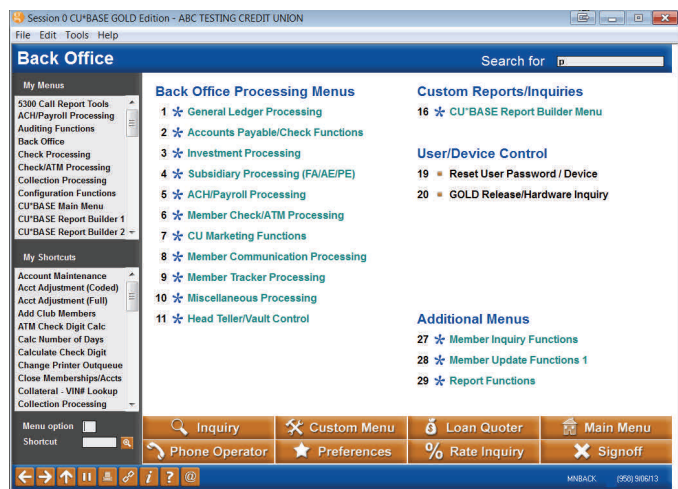 Session 0 CU*BASE GOLD Edition - ABC TESTING CREDIT UNION
File Edit Tools Help
Back Office
Search for p
My Menus
5300 Call Report Tools
ACH/Payroll Processing
Auditing Functions
Back Office
Check Processing
Check/ATM Processing
Collection Processing
Configuration Functions
CU*BASE Main Menu
CU*BASE Report Builder 1
CU*BASE Report Builder 2
My Shortcuts
Account Maintenance
Acct Adjustment (Coded)
Acct Adjustment (Full)
Add Club Members
ATM Check Digit Calc
Calc Number of Days
Calculate Check Digit
Change Printer Outqueue
Close Memberships/Accts
Collateral - VIN# Lookup
Collection Processing
Menu option
Shortcut
Back Office Processing Menus
1 General Ledger Processing
2 Accounts Payable/Check Functions
3 Investment Processing
4 Subsidiary Processing (FA/AE/PE)
5 ACH/Payroll Processing
6 Member Check/ATM Processing
7 CU Marketing Functions
8 Member Communication Processing
9 Member Tracker Processing
10 Miscellaneous Processing
11 Head Teller/Vault Control
Custom Reports/Inquiries
16 CU*BASE Report Builder Menu
User/Device Control
19 Reset User Password / Device
20 GOLD Release/Hardware Inquiry
Additional Menus
27 Member Inquiry Functions
28 Member Update Functions 1
29 Report Functions
Inquiry
Custom Menu
Loan Quoter
Main Menu
Phone Operator
Preferences
% Rate Inquiry
Signoff
i ? @
MNBACK (958) 9/06/13